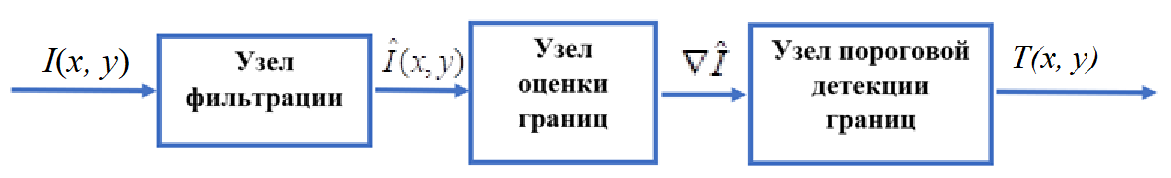 I(x, y)
Узел
фильтрации
Î(x, y)
Узел
оценки
границ
∇Î
Узел пороговой
детекции
границ
T(x, y)